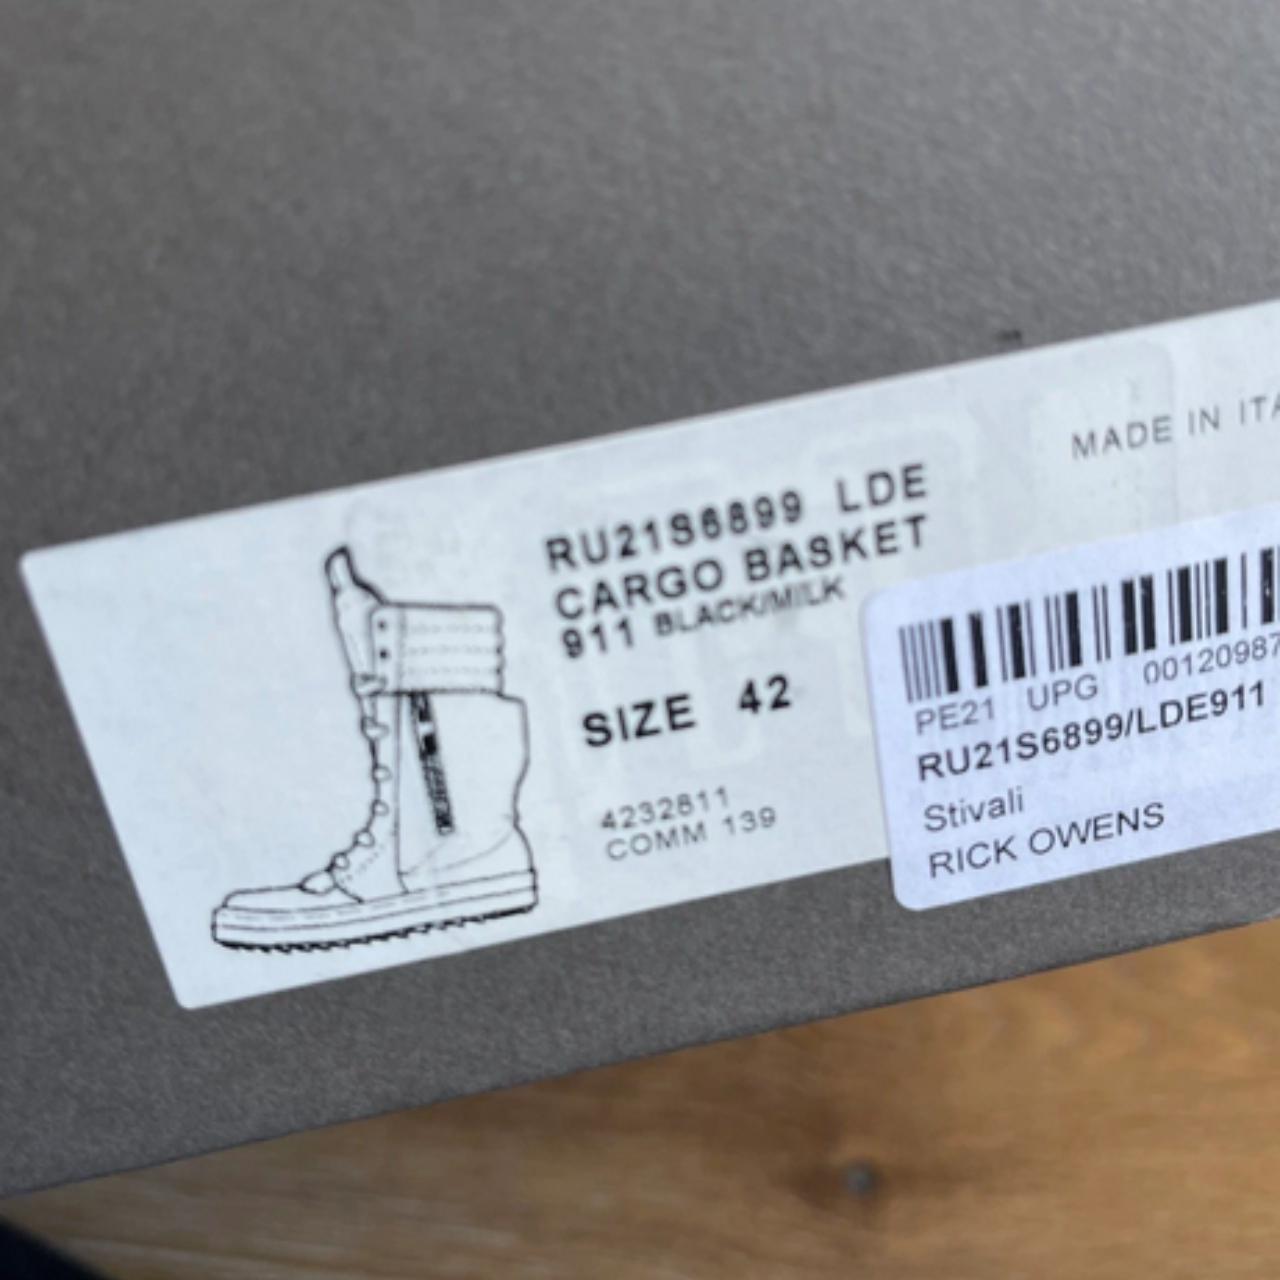 MADE IN ITA
RU21S6899 LDE
CARGO BASKET
911 BLACK/MILK
SIZE 42
4232811
COMM 139
PE21 UPG 00120987
RU21S6899/LDE911
Stivali
RICK OWENS